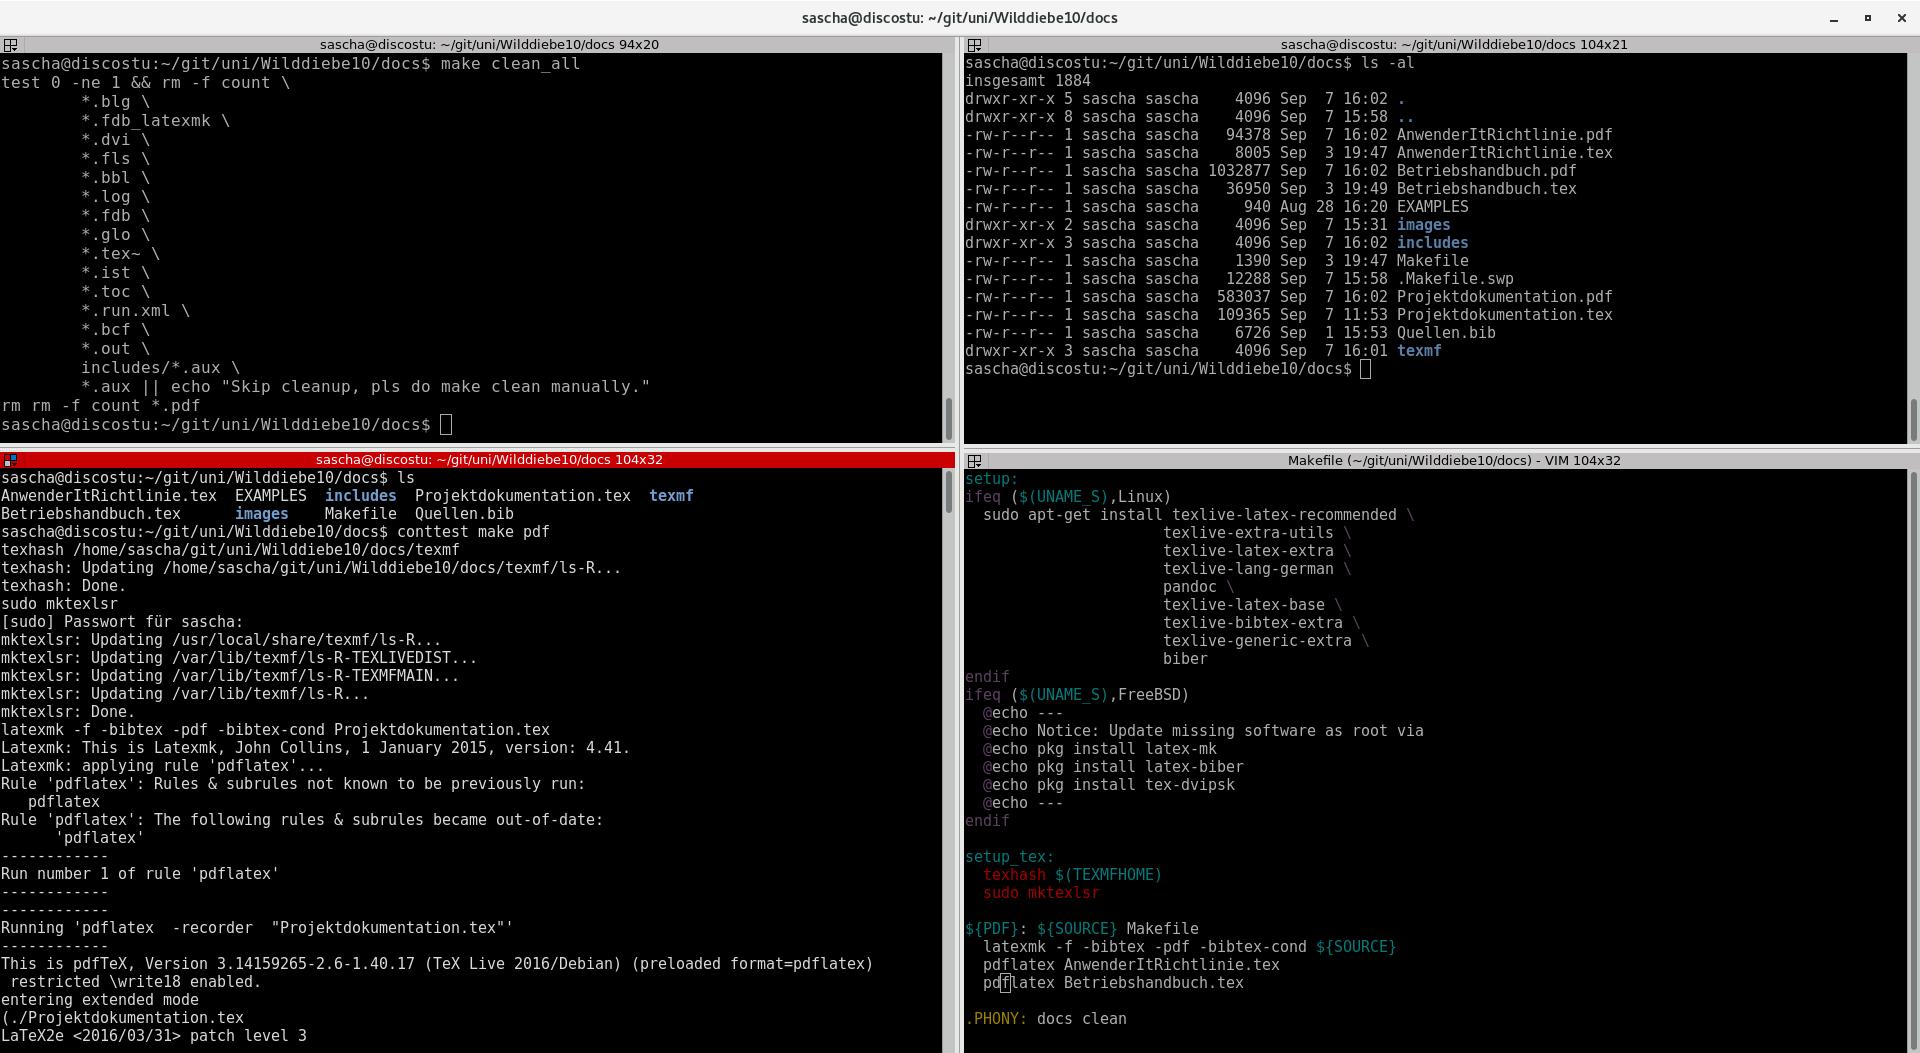 sascha@discostu: ~/git/uni/Wilddiebe10/docs
sascha@discostu: ~/git/uni/Wilddiebe10/docs 94x20
sascha@discostu:~/git/uni/Wilddiebe10/docs$ make clean_all
test 0 -ne 1 && rm -f count \
*.blg \
*.fdb_latexmk \
*.dvi \
*.fls \
*.bbl \
*.log \
*.fdb \
*.glo \
*.tex~ \
*.ist \
*.toc \
*.run.xml \
*.bcf \
*.out \
includes/*.aux \
*.aux || echo "Skip cleanup, pls do make clean manually."
rm rm -f count *.pdf
sascha@discostu:~/git/uni/Wilddiebe10/docs$
sascha@discostu: ~/git/uni/Wilddiebe10/docs 104x21
sascha@discostu:~/git/uni/Wilddiebe10/docs$ ls -al
insgesamt 1884
drwxr-xr-x 5 sascha sascha    4096 Sep  7 16:02 .
drwxr-xr-x 8 sascha sascha    4096 Sep  7 15:58 ..
-rw-r--r-- 1 sascha sascha   94378 Sep  7 16:02 AnwenderItRichtlinie.pdf
-rw-r--r-- 1 sascha sascha    8005 Sep  3 19:47 AnwenderItRichtlinie.tex
-rw-r--r-- 1 sascha sascha 1032877 Sep  7 16:02 Betriebshandbuch.pdf
-rw-r--r-- 1 sascha sascha   36950 Sep  3 19:49 Betriebshandbuch.tex
-rw-r--r-- 1 sascha sascha     940 Aug 28 16:20 EXAMPLES
drwxr-xr-x 2 sascha sascha    4096 Sep  7 15:31 images
drwxr-xr-x 3 sascha sascha    4096 Sep  7 16:02 includes
-rw-r--r-- 1 sascha sascha    1390 Sep  3 19:47 Makefile
-rw-r--r-- 1 sascha sascha   12288 Sep  7 15:58 .Makefile.swp
-rw-r--r-- 1 sascha sascha  583037 Sep  7 16:02 Projektdokumentation.pdf
-rw-r--r-- 1 sascha sascha  109365 Sep  7 11:53 Projektdokumentation.tex
-rw-r--r-- 1 sascha sascha    6726 Sep  1 15:53 Quellen.bib
drwxr-xr-x 3 sascha sascha    4096 Sep  7 16:01 texmf
sascha@discostu:~/git/uni/Wilddiebe10/docs$
sascha@discostu: ~/git/uni/Wilddiebe10/docs 104x32
sascha@discostu:~/git/uni/Wilddiebe10/docs$ ls
AnwenderItRichtlinie.tex  EXAMPLES  includes  Projektdokumentation.tex  texmf
Betriebshandbuch.tex      images    Makefile  Quellen.bib
sascha@discostu:~/git/uni/Wilddiebe10/docs$ conttest make pdf
texhash /home/sascha/git/uni/Wilddiebe10/docs/texmf
texhash: Updating /home/sascha/git/uni/Wilddiebe10/docs/texmf/ls-R...
texhash: Done.
sudo mktexlsr
[sudo] Passwort für sascha:
mktexlsr: Updating /usr/local/share/texmf/ls-R...
mktexlsr: Updating /var/lib/texmf/ls-R-TEXLIVEDIST...
mktexlsr: Updating /var/lib/texmf/ls-R-TEXMFMAIN...
mktexlsr: Updating /var/lib/texmf/ls-R...
mktexlsr: Done.
latexmk -f -bibtex -pdf -bibtex-cond Projektdokumentation.tex
Latexmk: This is Latexmk, John Collins, 1 January 2015, version: 4.41.
Latexmk: applying rule 'pdflatex'...
Rule 'pdflatex': Rules & subrules not known to be previously run:
pdflatex
Rule 'pdflatex': The following rules & subrules became out-of-date:
'pdflatex'
------------
Run number 1 of rule 'pdflatex'
------------
------------
Running 'pdflatex  -recorder  "Projektdokumentation.tex"'
------------
This is pdfTeX, Version 3.14159265-2.6-1.40.17 (TeX Live 2016/Debian) (preloaded format=pdflatex)
restricted \write18 enabled.
entering extended mode
(./Projektdokumentation.tex
LaTeX2e <2016/03/31> patch level 3
Makefile (~/git/uni/Wilddiebe10/docs) - VIM 104x32
setup:
ifeq ($(UNAME_S),Linux)
sudo apt-get install texlive-latex-recommended \
texlive-extra-utils \
texlive-latex-extra \
texlive-lang-german \
pandoc \
texlive-latex-base \
texlive-bibtex-extra \
texlive-generic-extra \
biber
endif
ifeq ($(UNAME_S),FreeBSD)
@echo ---
@echo Notice: Update missing software as root via
@echo pkg install latex-mk
@echo pkg install latex-biber
@echo pkg install tex-dvipsk
@echo ---
endif
setup_tex:
texhash $(TEXMFHOME)
sudo mktexlsr
${PDF}: ${SOURCE} Makefile
latexmk -f -bibtex -pdf -bibtex-cond ${SOURCE}
pdflatex AnwenderItRichtlinie.tex
pdflatex Betriebshandbuch.tex
.PHONY: docs clean